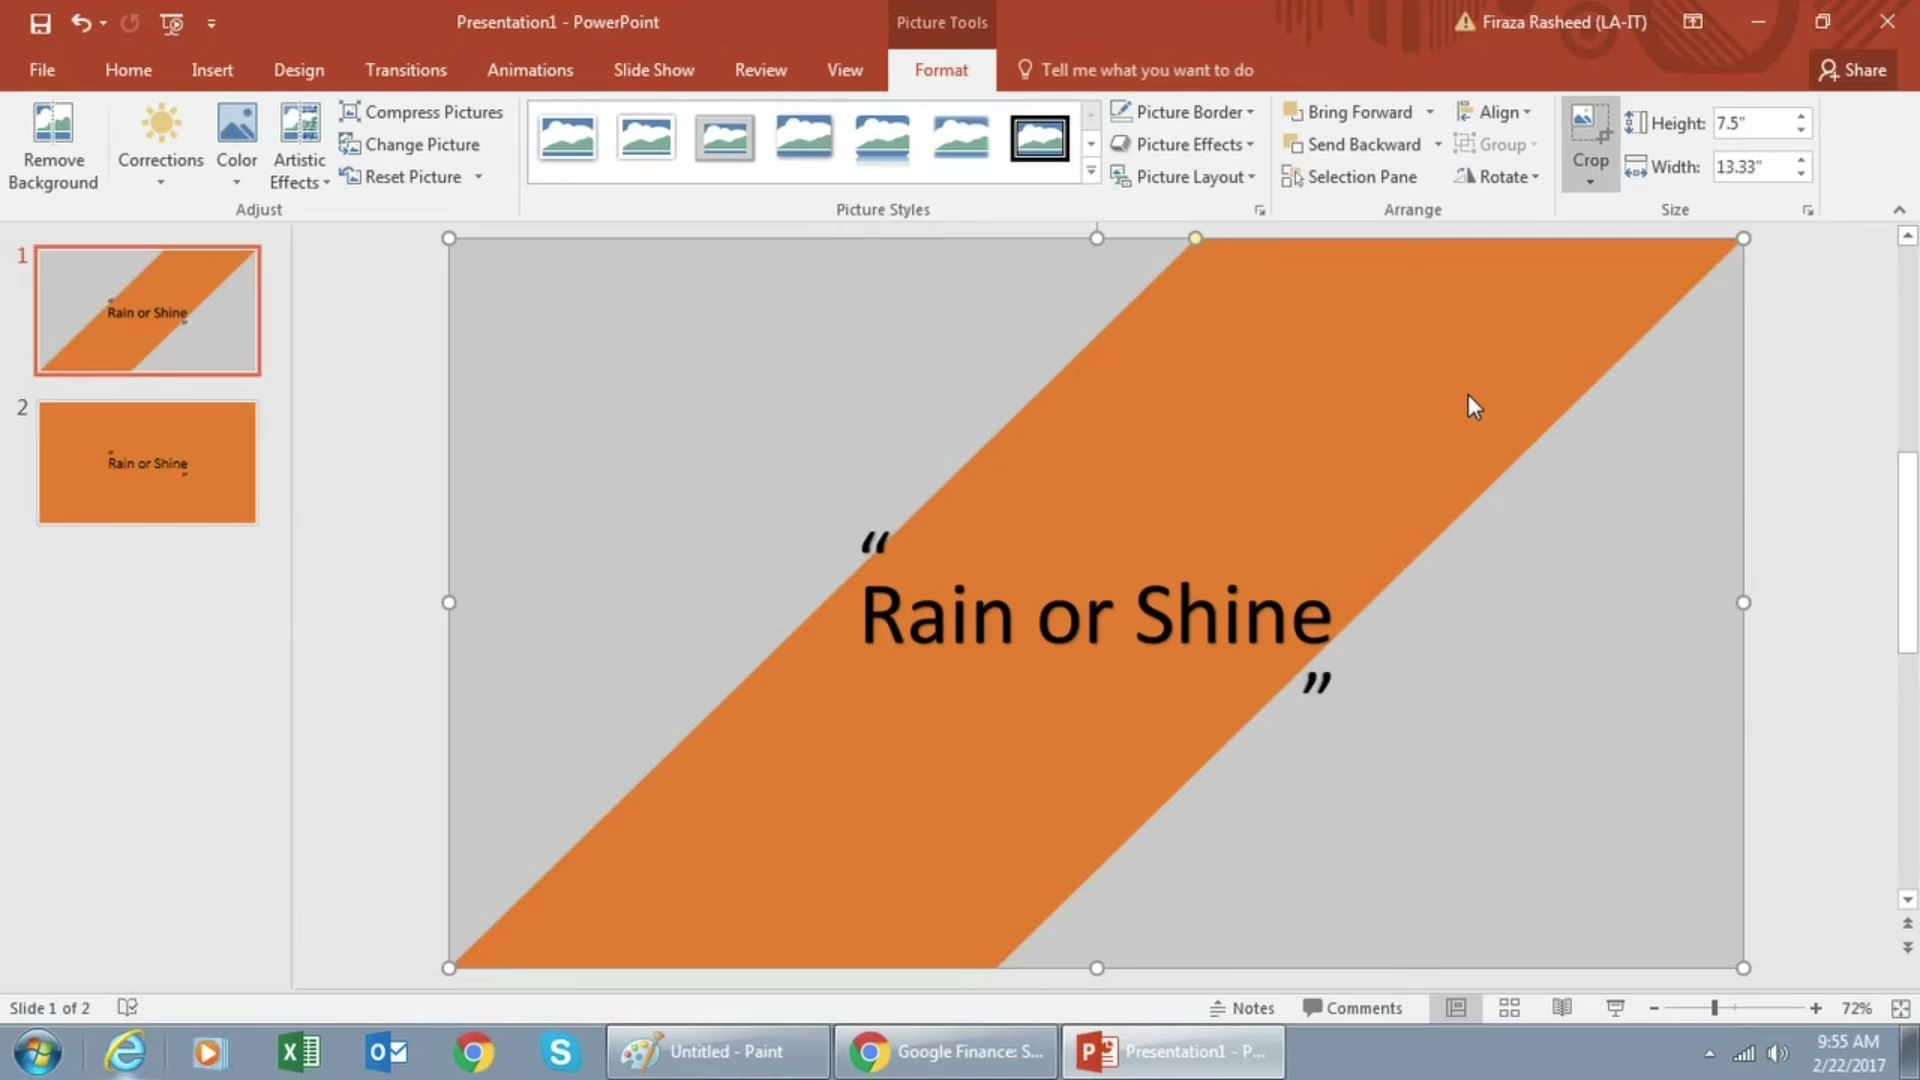 Presentation1 - PowerPoint
Picture Tools
Firaza Rasheed (LA-IT)
File
Home
Insert
Design
Transitions
Animations
Slide Show
Review
View
Format
Tell me what you want to do
Share
Remove Background
Corrections
Color
Artistic Effects
Compress Pictures
Change Picture
Reset Picture
Adjust
Picture Styles
Picture Border
Picture Effects
Picture Layout
Bring Forward
Send Backward
Selection Pane
Align
Group
Rotate
Arrange
Crop
Height: 7.5"
Width: 13.33"
Size
1
“
Rain or Shine
”
2
“
Rain or Shine
”
“
Rain or Shine
”
Slide 1 of 2
Notes
Comments
72%
Untitled - Paint
Google Finance: S...
Presentation1 - P...
9:55 AM
2/22/2017